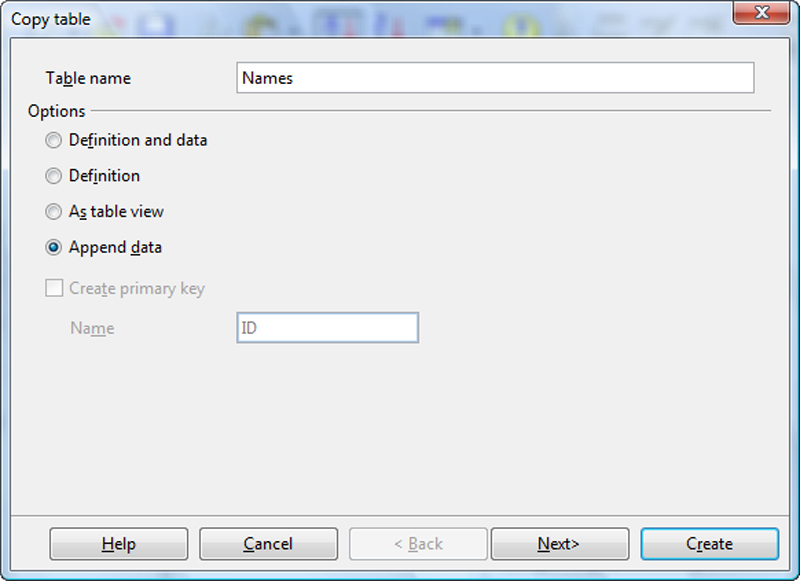 Copy table
Table name Names
Options
Definition and data
Definition
As table view
Append data
Create primary key
Name ID
Help Cancel < Back Next> Create